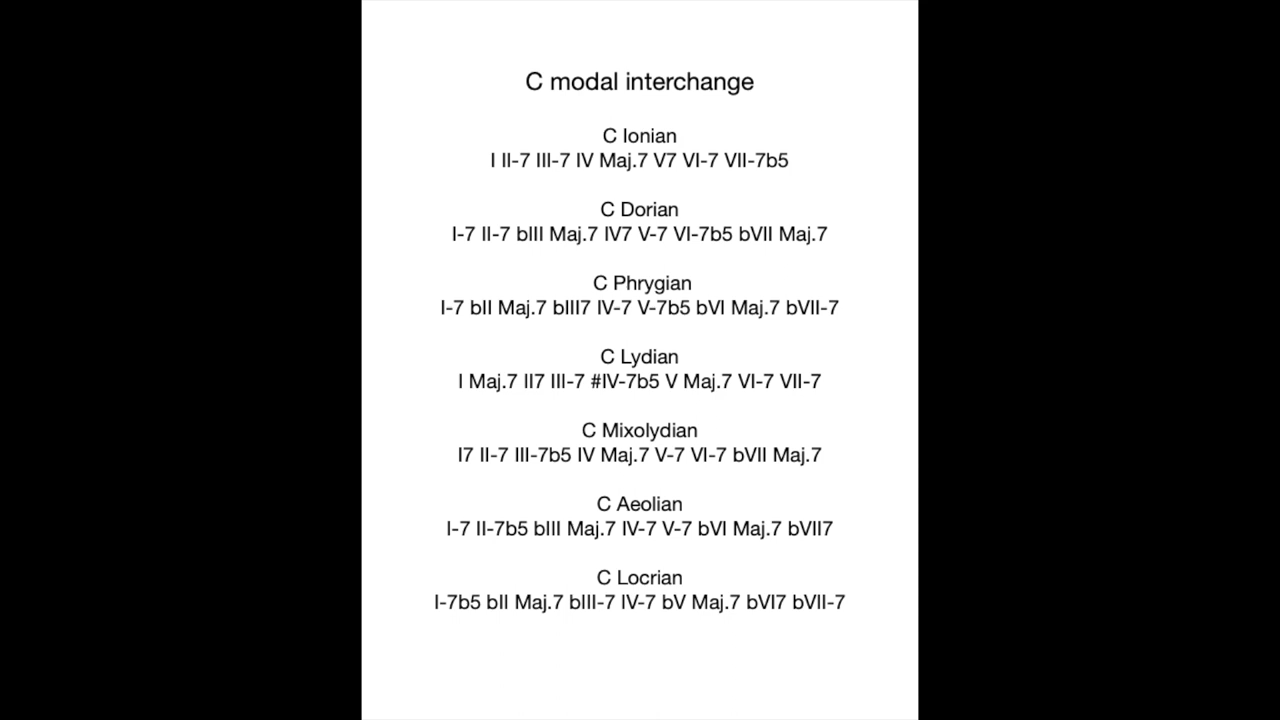 C modal interchange
C Ionian
I II-7 III-7 IV Maj.7 V7 VI-7 VII-7b5
C Dorian
I-7 II-7 bIII Maj.7 IV7 V-7 VI-7b5 bVII Maj.7
C Phrygian
I-7 bII Maj.7 bIII7 IV-7 V-7b5 bVI Maj.7 bVII-7
C Lydian
I Maj.7 II7 III-7 #IV-7b5 V Maj.7 VI-7 VII-7
C Mixolydian
I7 II-7 III-7b5 IV Maj.7 V-7 VI-7 bVII Maj.7
C Aeolian
I-7 II-7b5 bIII Maj.7 IV-7 V-7 bVI Maj.7 bVII7
C Locrian
I-7b5 bII Maj.7 bIII-7 IV-7 bV Maj.7 bVI7 bVII-7